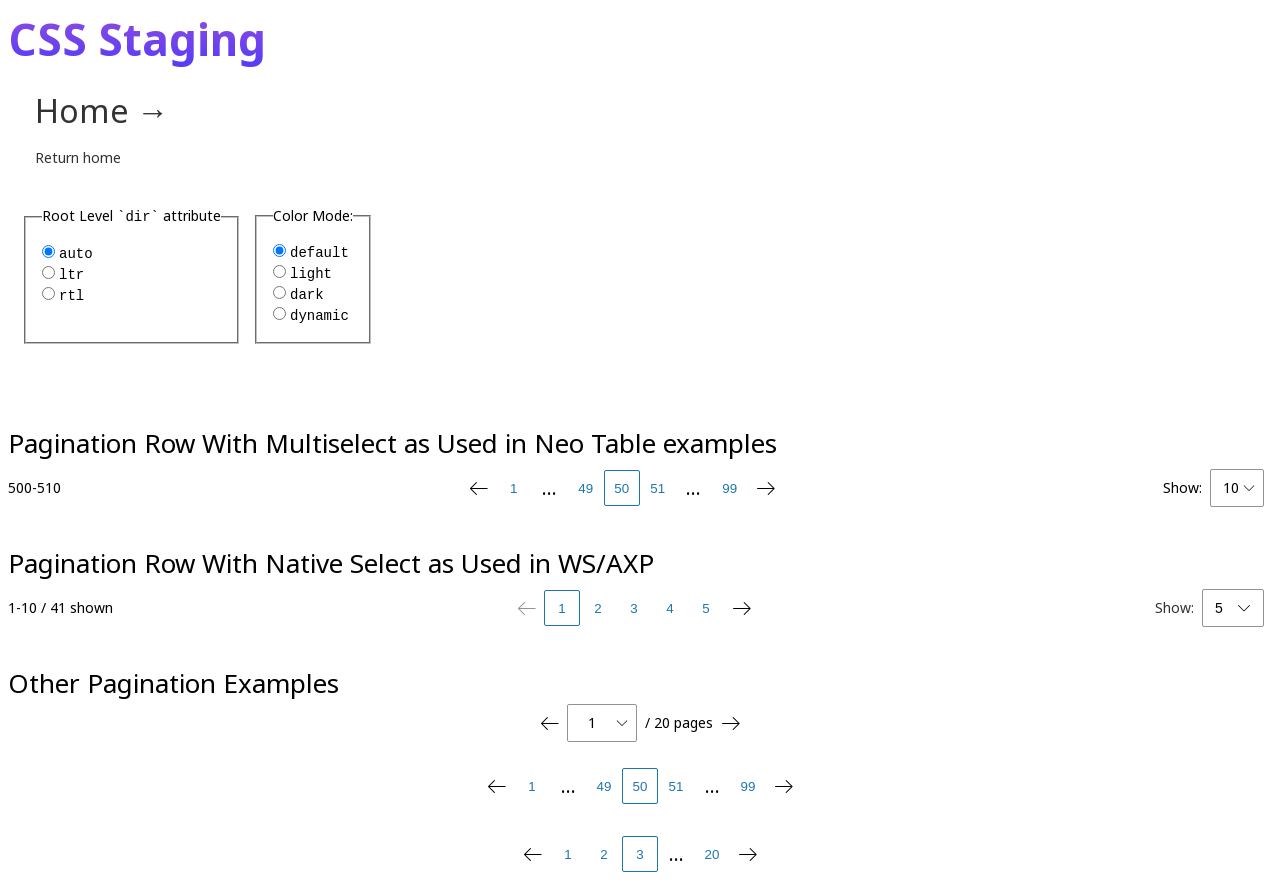 CSS Staging
Home →
Return home
Root Level `dir` attribute
auto
ltr
rtl
Color Mode:
default
light
dark
dynamic
Pagination Row With Multiselect as Used in Neo Table examples
500-510 1 ... 49 50 51 ... 99 Show: 10
Pagination Row With Native Select as Used in WS/AXP
1-10 / 41 shown 1 2 3 4 5 Show: 5
Other Pagination Examples
1 / 20 pages
1 ... 49 50 51 ... 99
1 2 3 ... 20